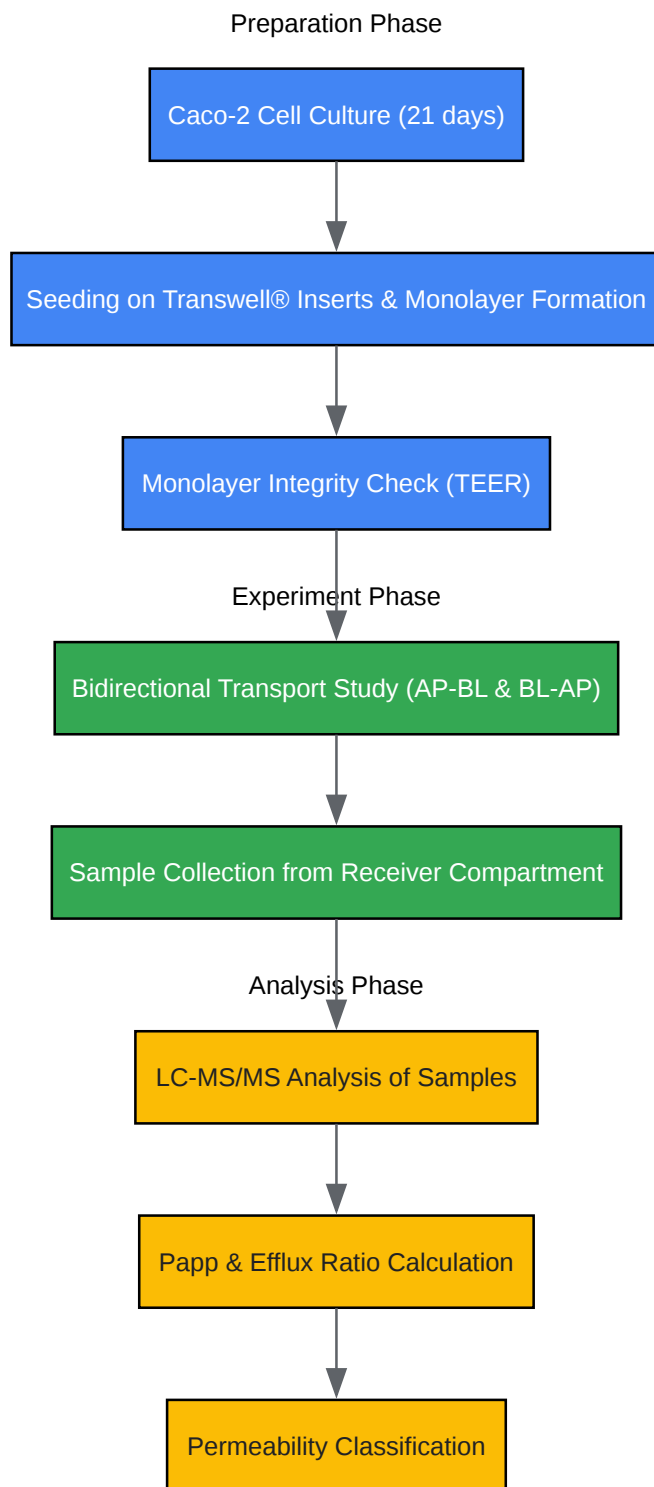 Preparation Phase
Caco-2 Cell Culture (21 days)
Seeding on Transwell® Inserts & Monolayer Formation
Monolayer Integrity Check (TEER)
Experiment Phase
Bidirectional Transport Study (AP-BL & BL-AP)
Sample Collection from Receiver Compartment
Analysis Phase
LC-MS/MS Analysis of Samples
Papp & Efflux Ratio Calculation
Permeability Classification